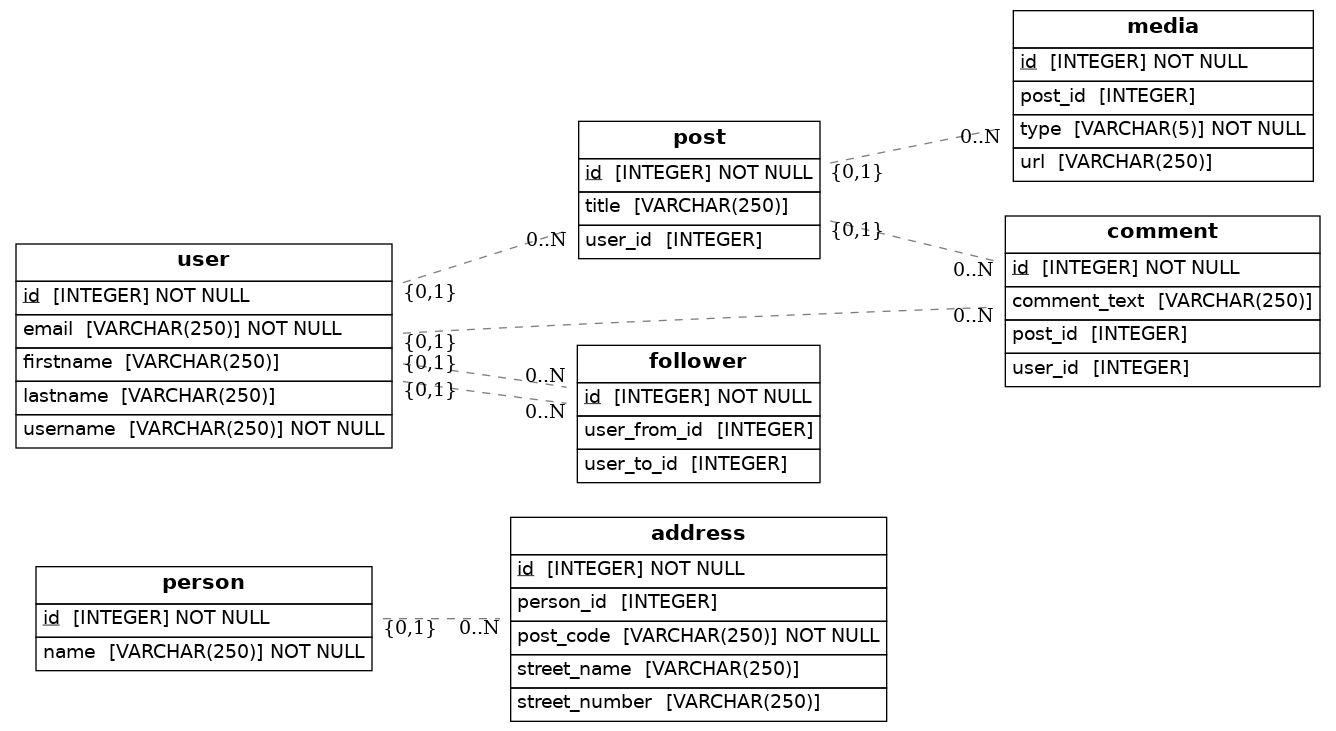 media
id [INTEGER] NOT NULL
post_id [INTEGER]
type [VARCHAR(5)] NOT NULL
url [VARCHAR(250)]
post
id [INTEGER] NOT NULL
title [VARCHAR(250)]
user_id [INTEGER]
0..N
{0,1}
{0,1}
0..N
comment
id [INTEGER] NOT NULL
comment_text [VARCHAR(250)]
post_id [INTEGER]
user_id [INTEGER]
user
id [INTEGER] NOT NULL
email [VARCHAR(250)] NOT NULL
firstname [VARCHAR(250)]
lastname [VARCHAR(250)]
username [VARCHAR(250)] NOT NULL
0..N
{0,1}
0..N
{0,1}
{0,1}
0..N
{0,1}
0..N
follower
id [INTEGER] NOT NULL
user_from_id [INTEGER]
user_to_id [INTEGER]
person
id [INTEGER] NOT NULL
name [VARCHAR(250)] NOT NULL
{0,1} 0..N
address
id [INTEGER] NOT NULL
person_id [INTEGER]
post_code [VARCHAR(250)] NOT NULL
street_name [VARCHAR(250)]
street_number [VARCHAR(250)]